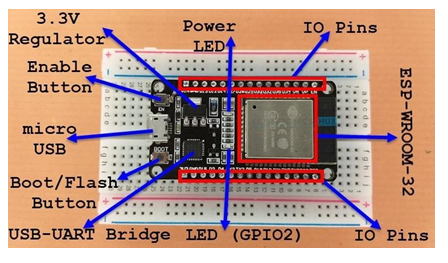 3.3V
Regulator
Power
LED
IO Pins
Enable
Button
EN
micro
USB
ESP-WROOM-32
BOOT
Boot/Flash
Button
USB-UART Bridge
LED (GPIO2)
IO Pins